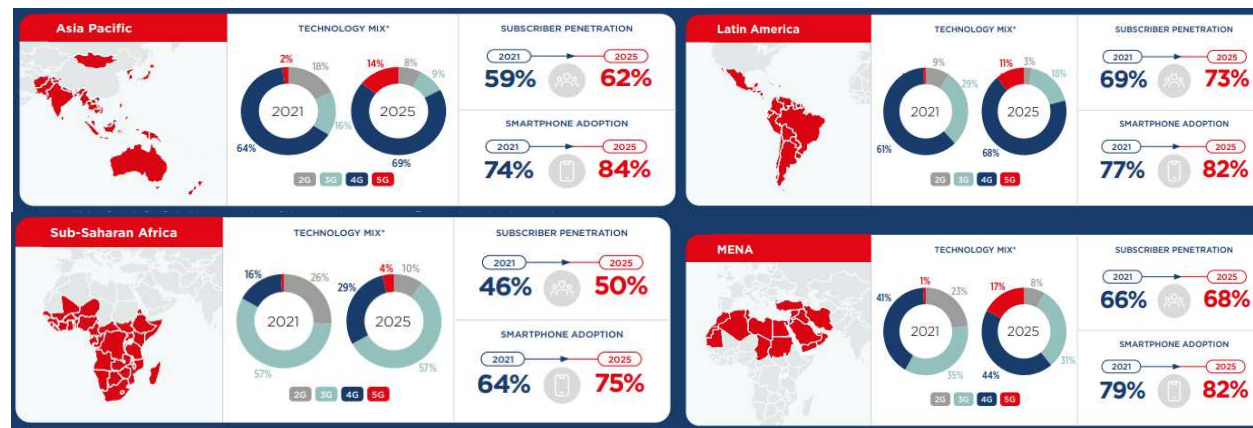 Asia Pacific
TECHNOLOGY MIX*
2%
18%
16%
64%
2021
14%
8%
9%
69%
2025
2G 3G 4G 5G
SUBSCRIBER PENETRATION
2021 2025
59% 62%
SMARTPHONE ADOPTION
2021 2025
74% 84%
Latin America
TECHNOLOGY MIX*
9%
29%
61%
2021
11%
3%
18%
68%
2025
2G 3G 4G 5G
SUBSCRIBER PENETRATION
2021 2025
69% 73%
SMARTPHONE ADOPTION
2021 2025
77% 82%
Sub-Saharan Africa
TECHNOLOGY MIX*
16%
26%
57%
2021
4%
10%
29%
57%
2025
2G 3G 4G 5G
SUBSCRIBER PENETRATION
2021 2025
46% 50%
SMARTPHONE ADOPTION
2021 2025
64% 75%
MENA
TECHNOLOGY MIX*
1%
41%
23%
35%
2021
17%
8%
31%
44%
2025
2G 3G 4G 5G
SUBSCRIBER PENETRATION
2021 2025
66% 68%
SMARTPHONE ADOPTION
2021 2025
79% 82%